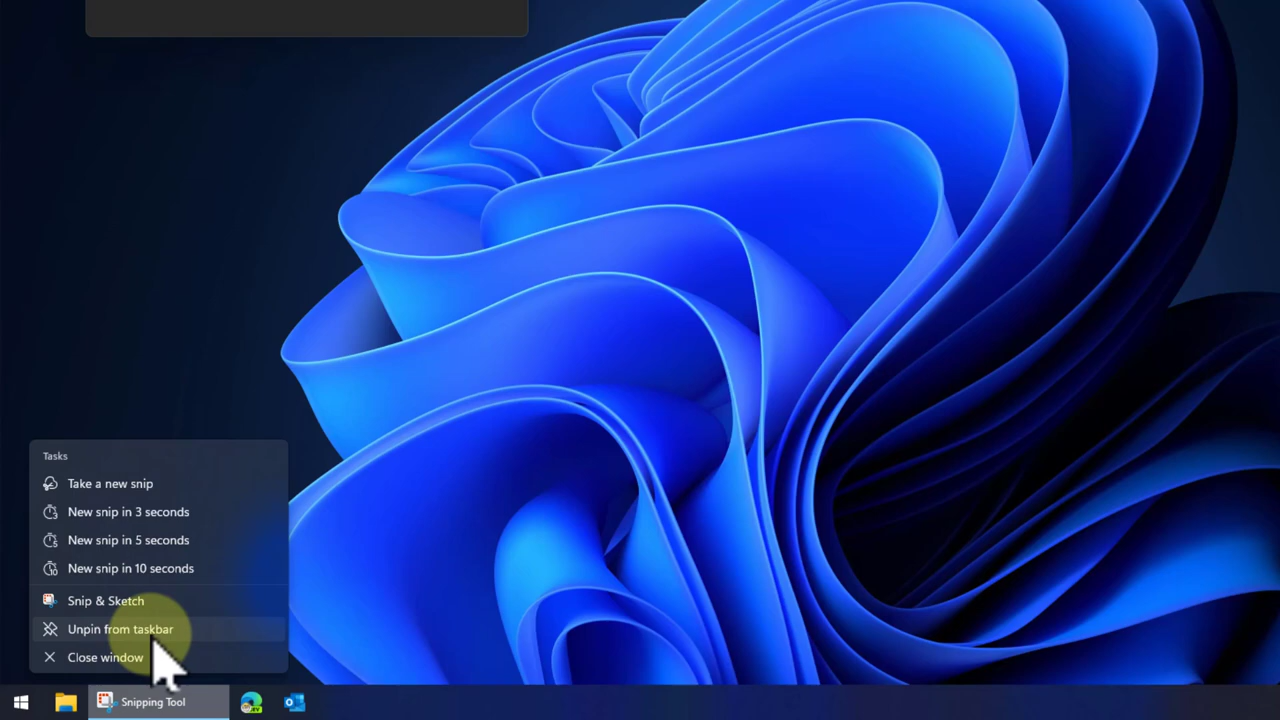 Tasks
Take a new snip
New snip in 3 seconds
New snip in 5 seconds
New snip in 10 seconds
Snip & Sketch
Unpin from taskbar
Close window
Snipping Tool